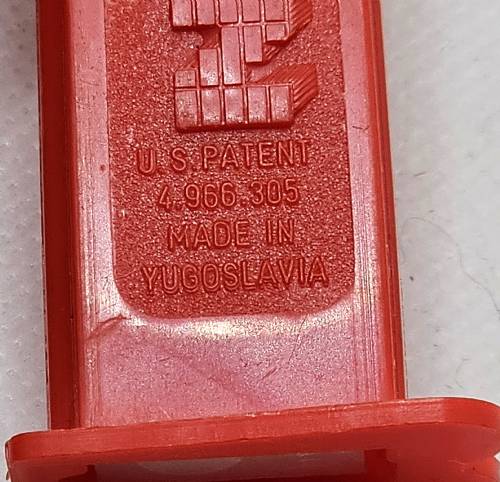 Z
U.S.PATENT
4.966.305
MADE IN
YUGOSLAVIA